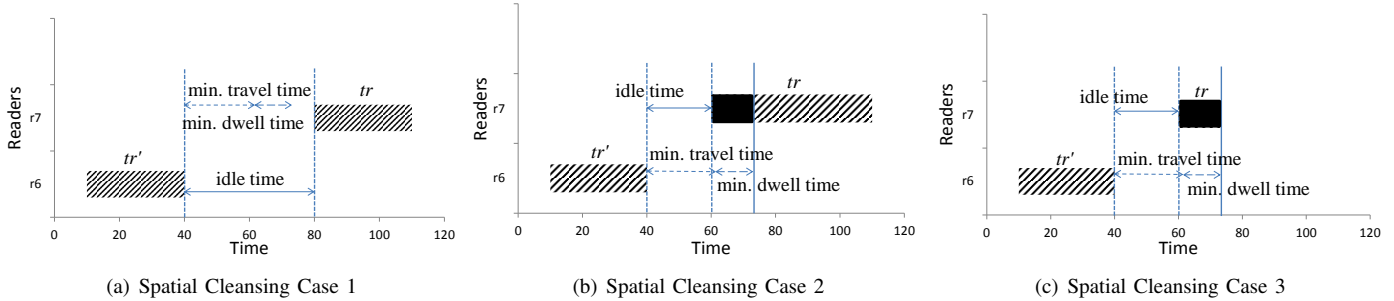 min. travel time
tr
min. dwell time
r7
tr'
r6
idle time
Readers
0 20 40 60 80 100 120
Time
(a) Spatial Cleansing Case 1
tr
idle time
r7
tr'
min. travel time
r6
min. dwell time
Readers
0 20 40 60 80 100 120
Time
(b) Spatial Cleansing Case 2
tr
idle time
r7
tr'
min. travel time
r6
min. dwell time
Readers
0 20 40 60 80 100 120
Time
(c) Spatial Cleansing Case 3